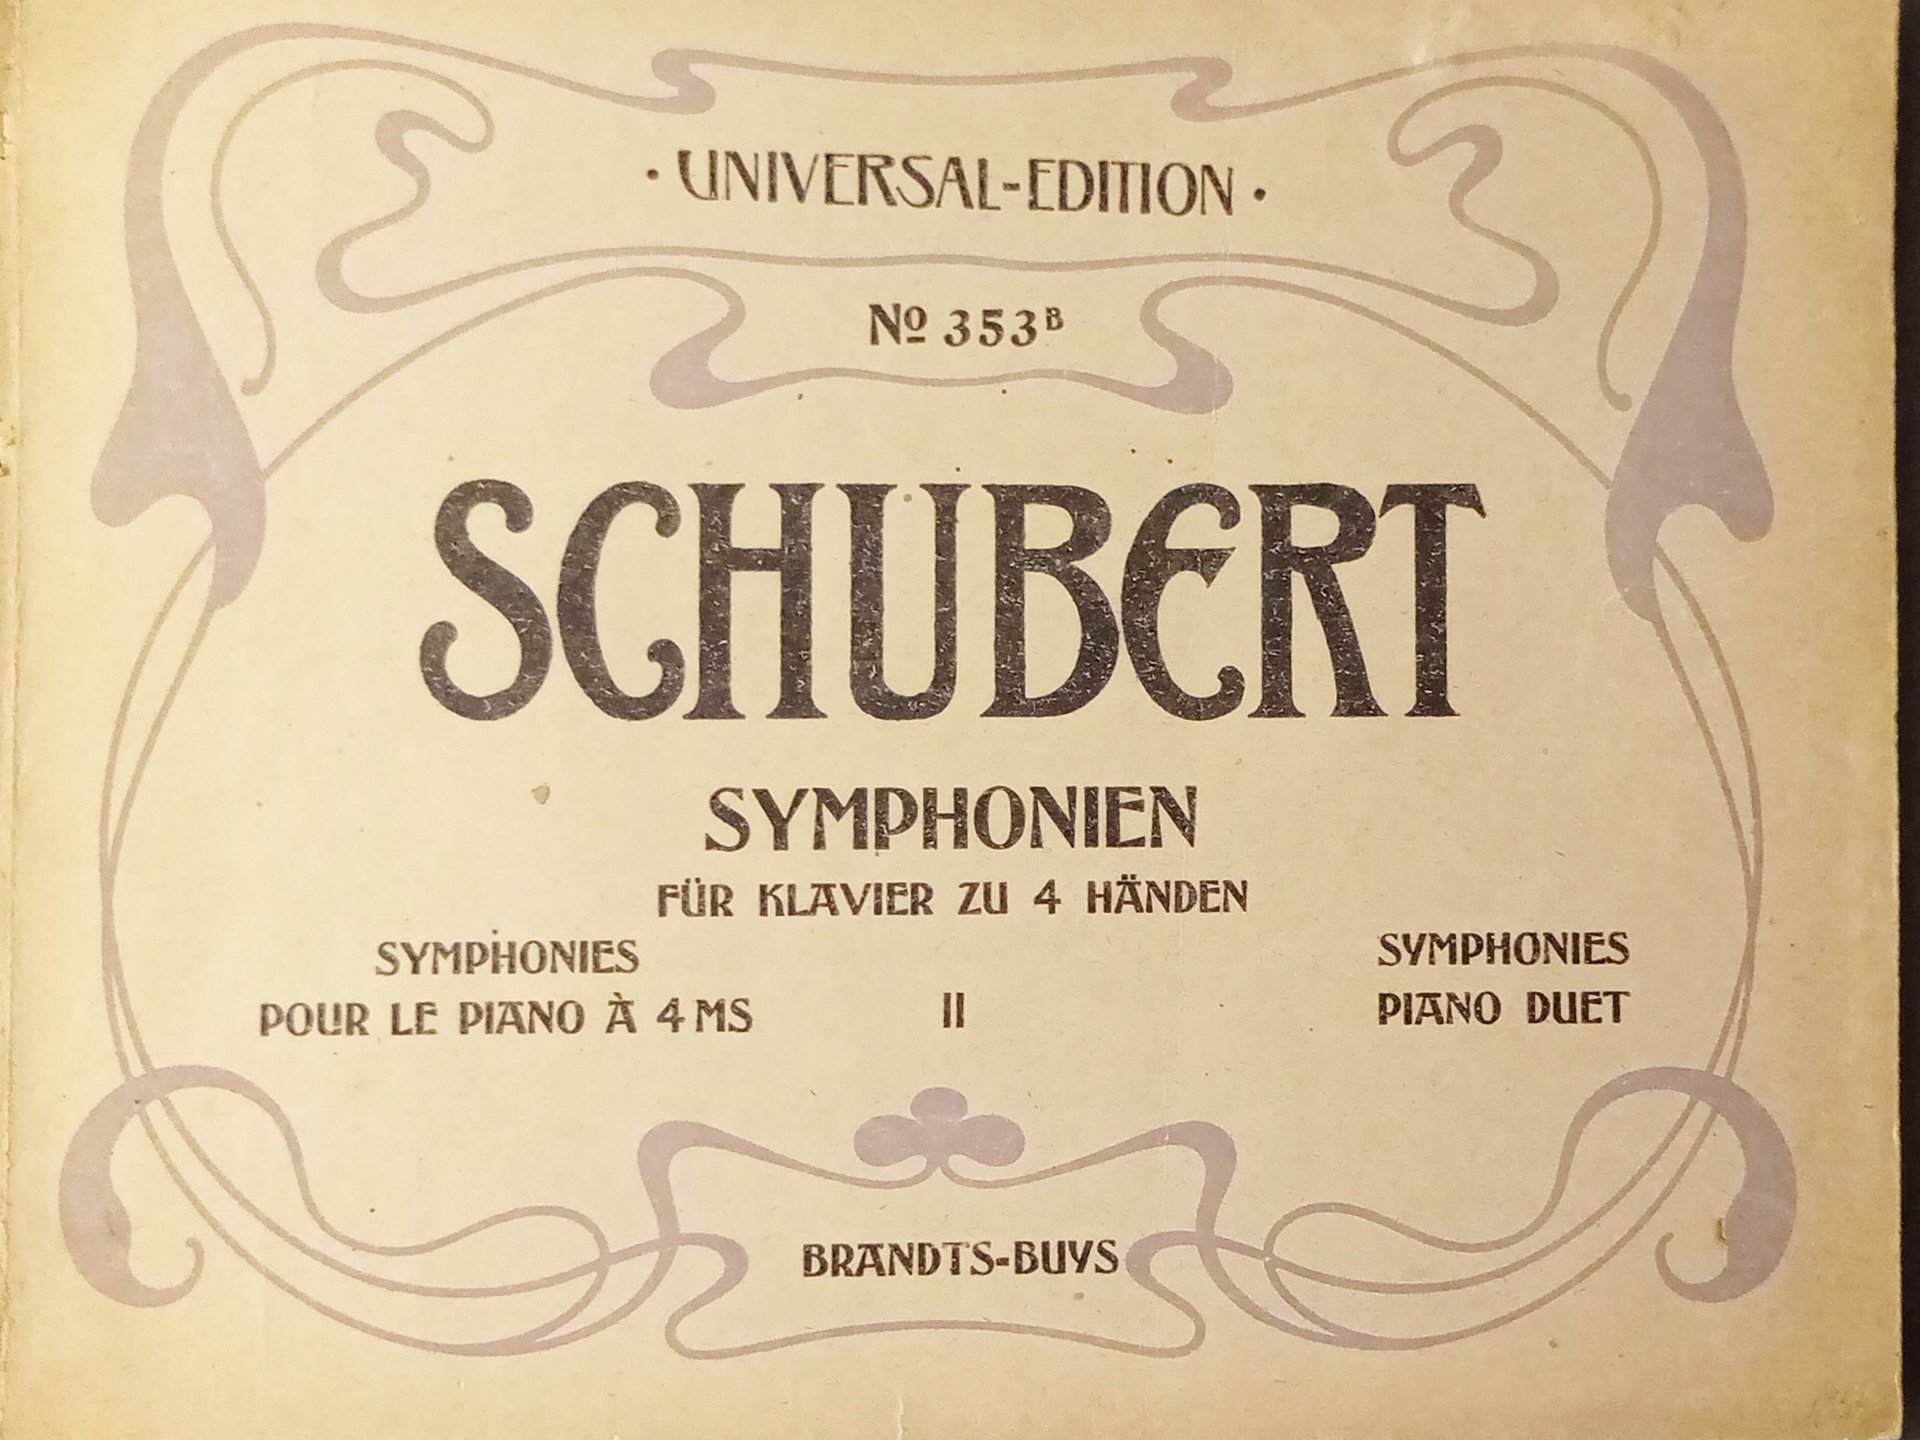 · UNIVERSAL-EDITION ·
Nº 353ᴮ
SCHUBERT
SYMPHONIEN
FÜR KLAVIER ZU 4 HÄNDEN
SYMPHONIES
POUR LE PIANO À 4 MS
II
SYMPHONIES
PIANO DUET
BRANDTS-BUYS